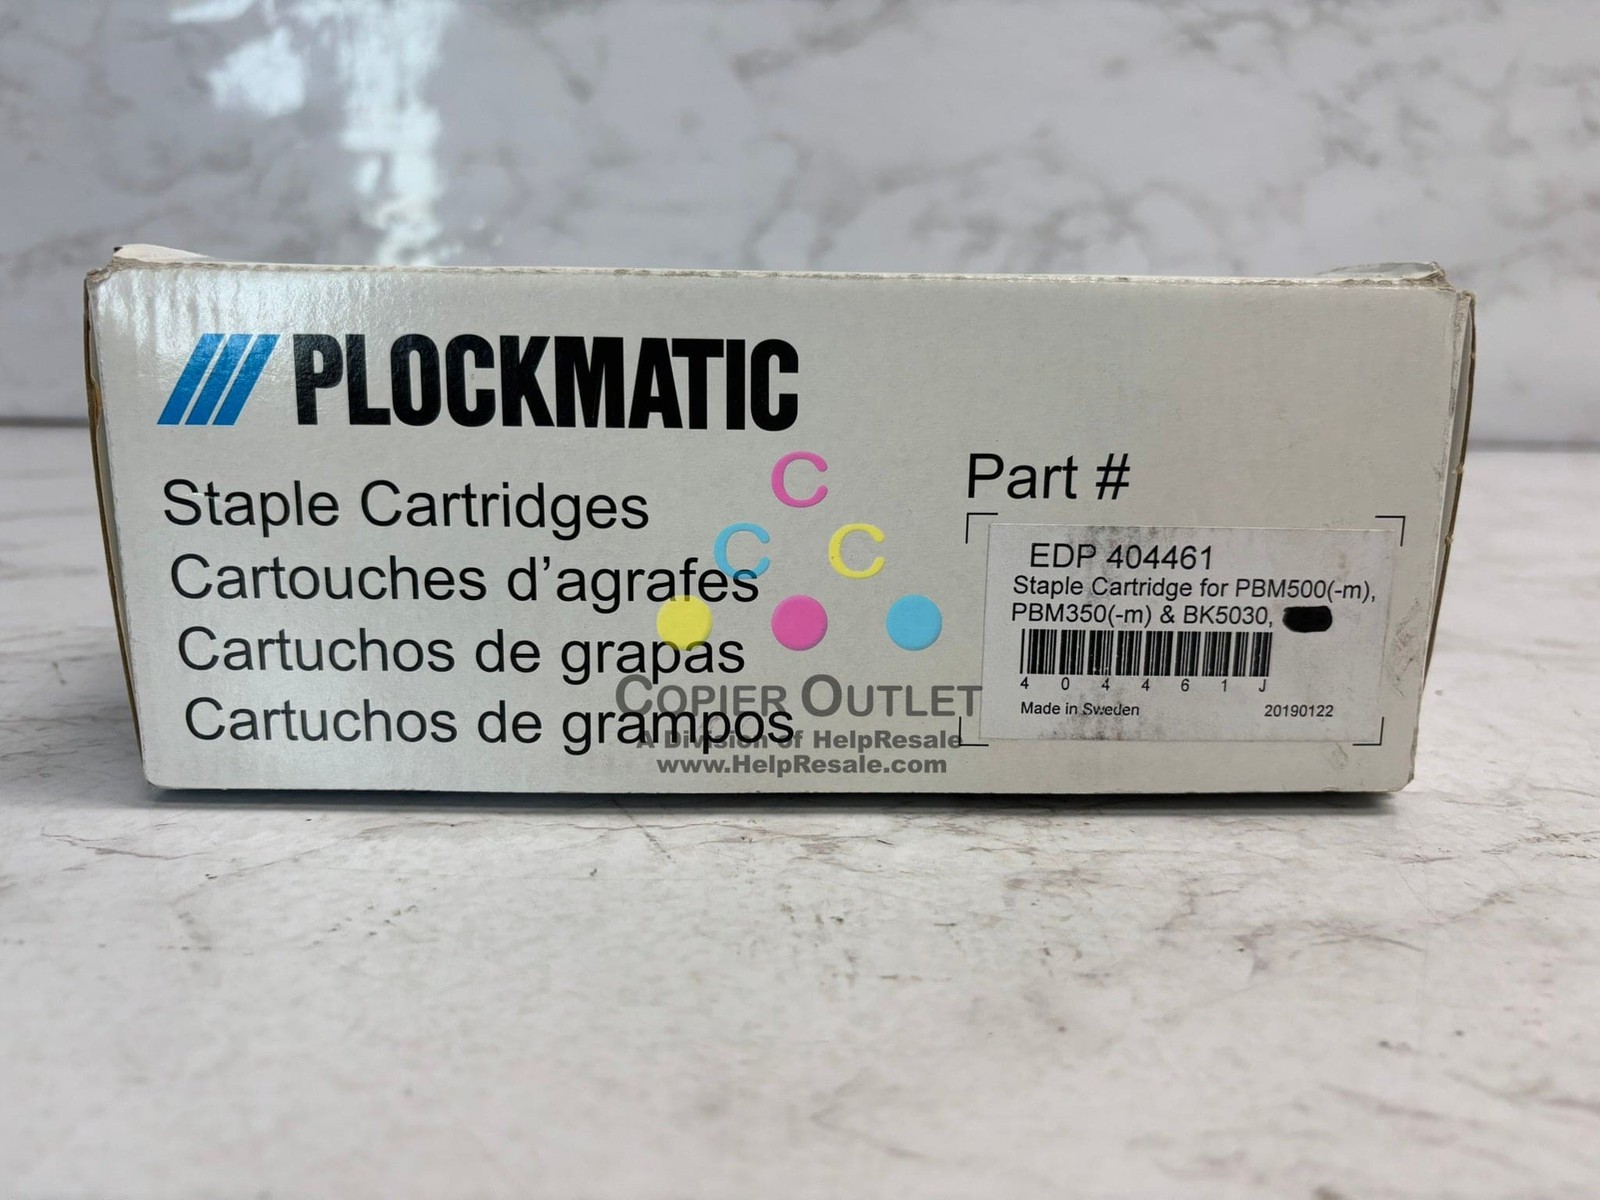 PLOCKMATIC
Staple Cartridges
Cartouches d'agrafes
Cartuchos de grapas
Cartuchos de grampos
Part #
EDP 404461
Staple Cartridge for PBM500(-m),
PBM350(-m) & BK5030,
4 0 4 4 6 1 J
Made in Sweden 20190122
C
C C
COPIER OUTLET
A Division of HelpResale
www.HelpResale.com